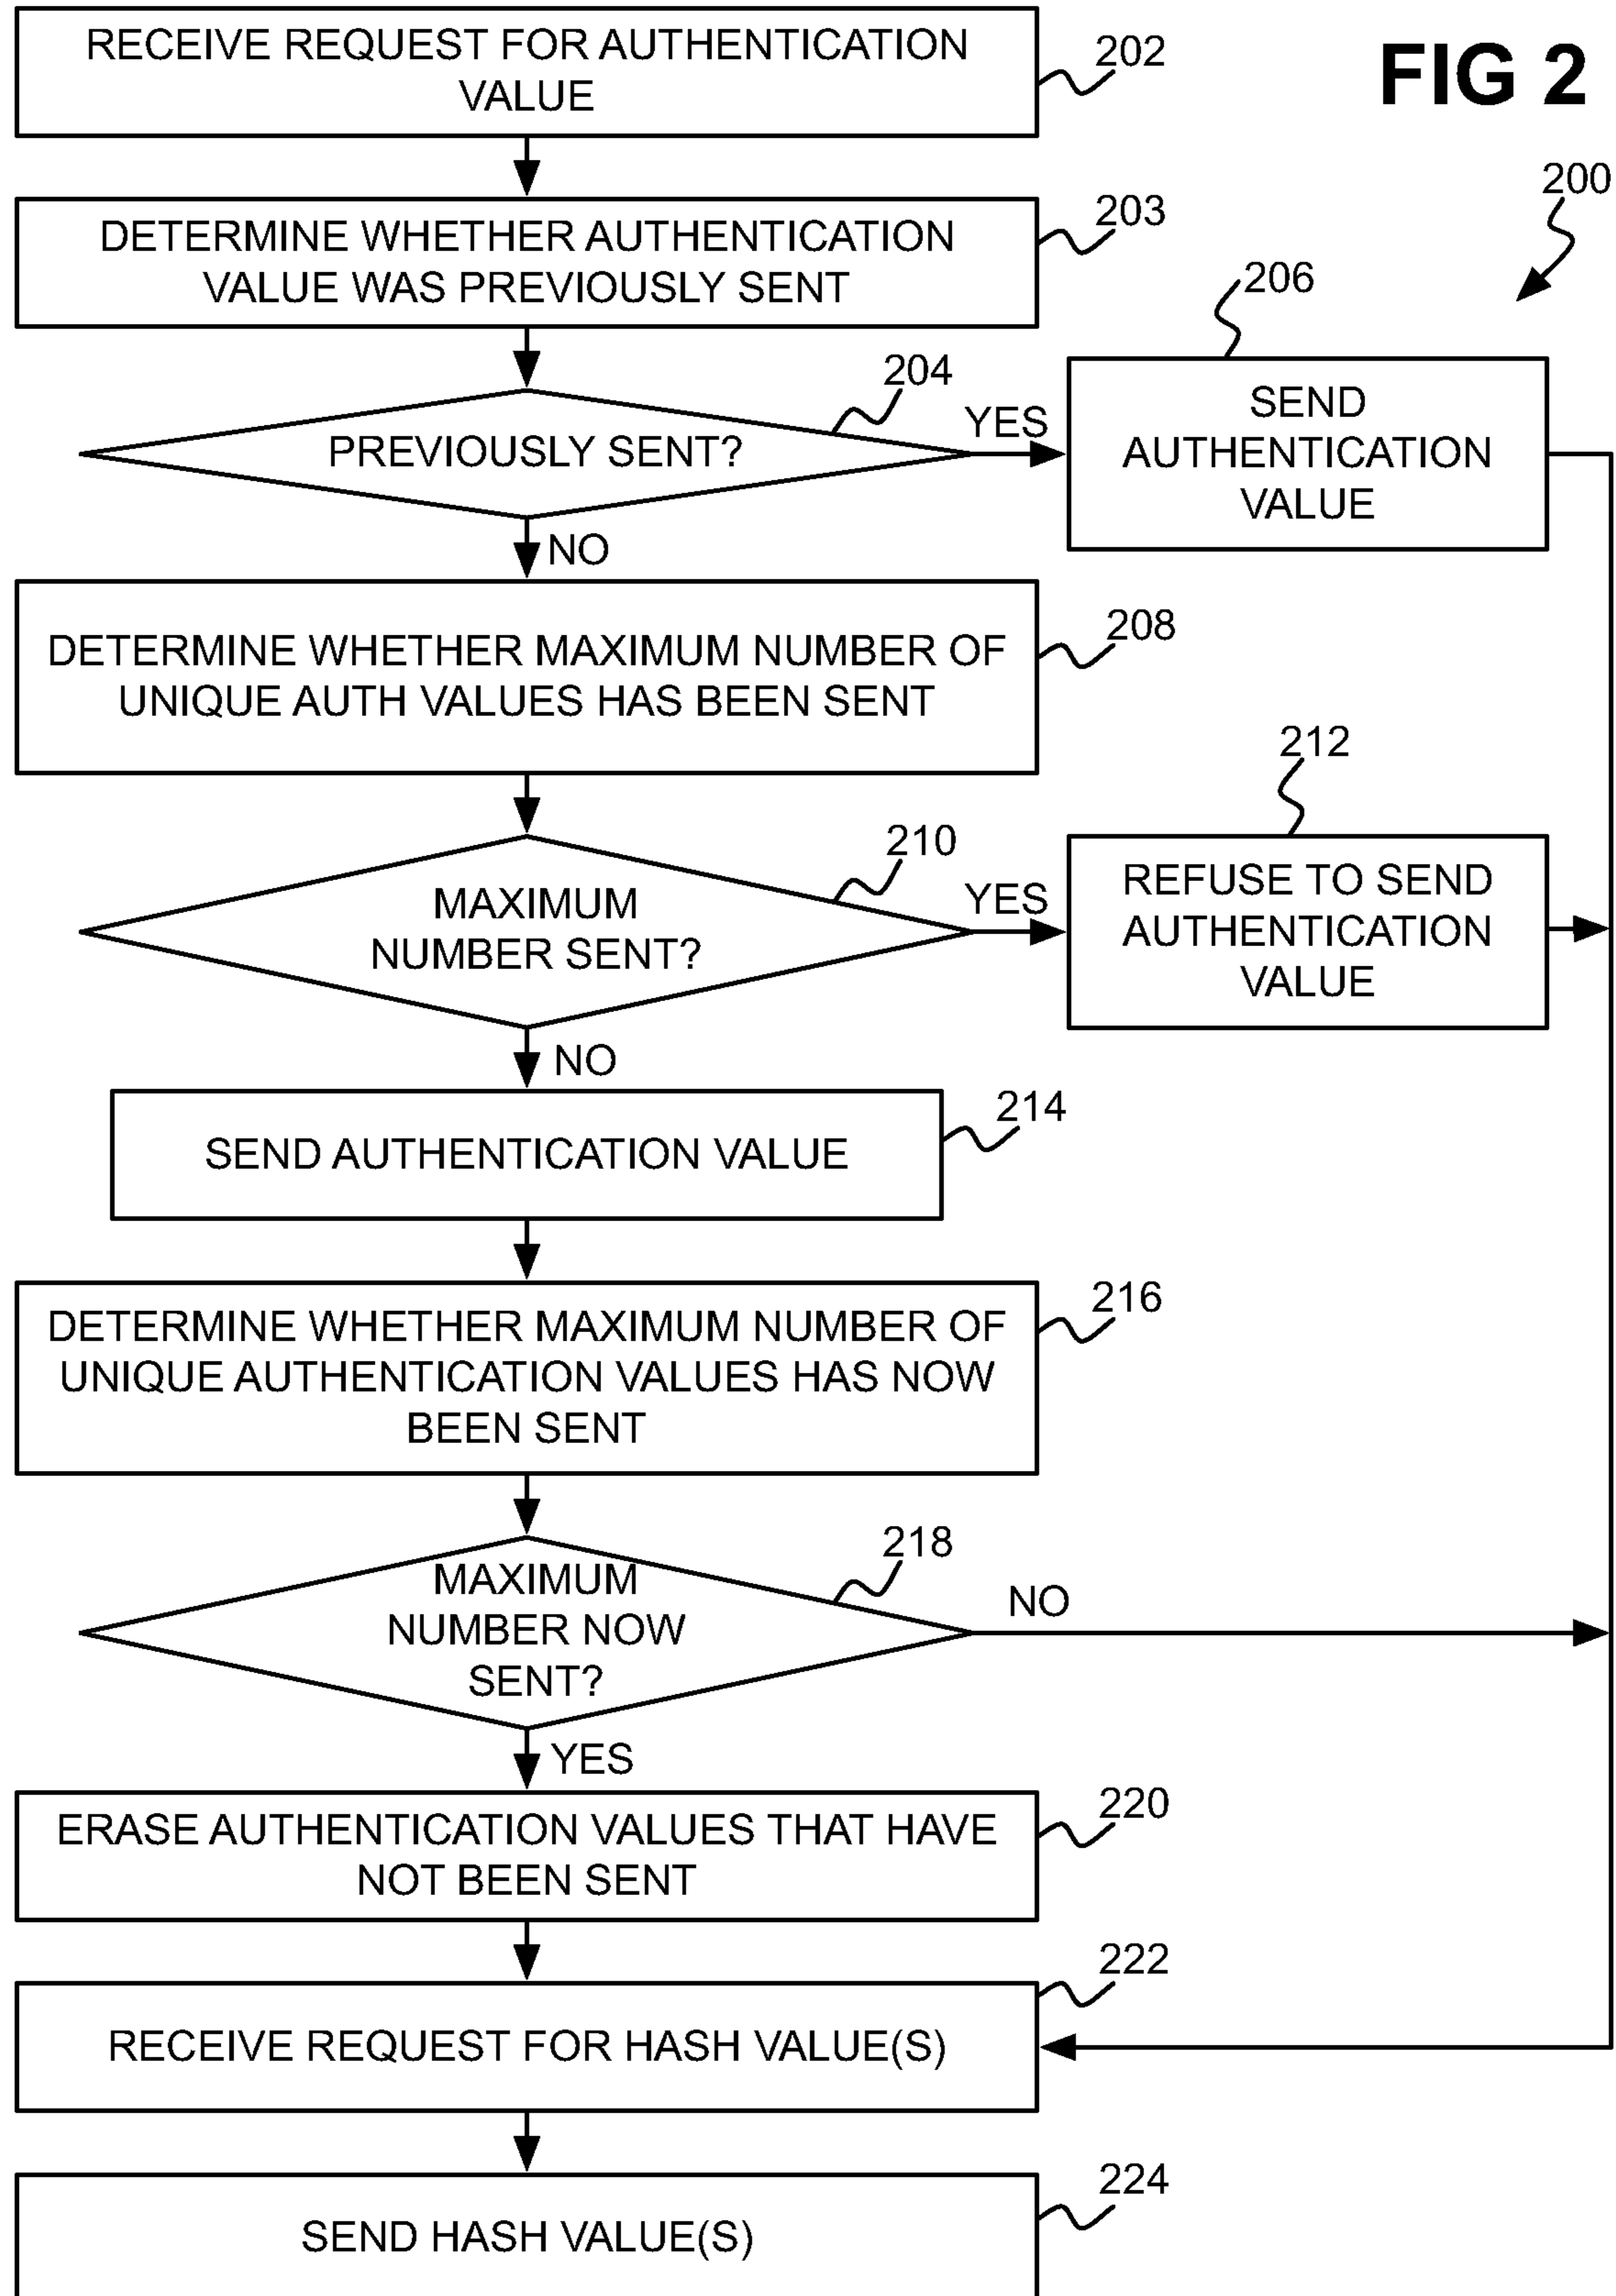 FIG 2
200
RECEIVE REQUEST FOR AUTHENTICATION
VALUE
202
DETERMINE WHETHER AUTHENTICATION
VALUE WAS PREVIOUSLY SENT
203
PREVIOUSLY SENT?
204
YES
SEND
AUTHENTICATION
VALUE
206
NO
DETERMINE WHETHER MAXIMUM NUMBER OF
UNIQUE AUTH VALUES HAS BEEN SENT
208
MAXIMUM
NUMBER SENT?
210
YES
REFUSE TO SEND
AUTHENTICATION
VALUE
212
NO
SEND AUTHENTICATION VALUE
214
DETERMINE WHETHER MAXIMUM NUMBER OF
UNIQUE AUTHENTICATION VALUES HAS NOW
BEEN SENT
216
MAXIMUM
NUMBER NOW
SENT?
218
NO
YES
ERASE AUTHENTICATION VALUES THAT HAVE
NOT BEEN SENT
220
RECEIVE REQUEST FOR HASH VALUE(S)
222
SEND HASH VALUE(S)
224